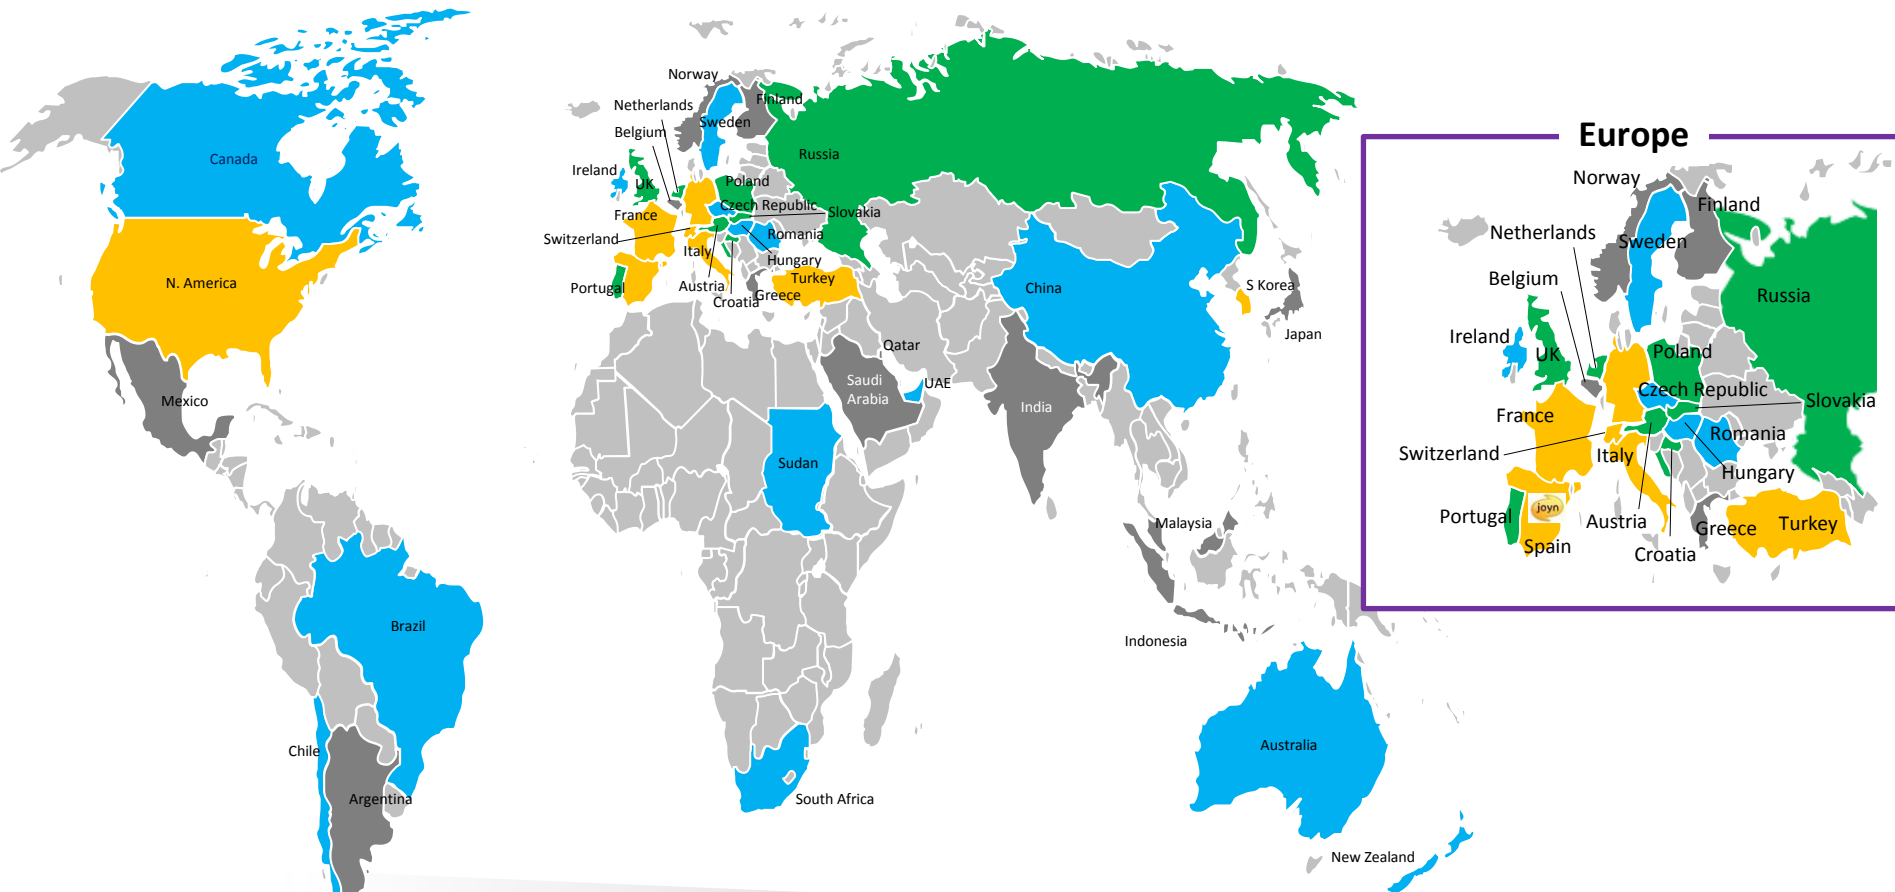 Canada
N. America
Mexico
Brazil
Chile
Argentina
Norway
Finland
Netherlands
Sweden
Belgium
Russia
Ireland
UK
Poland
Czech Republic
Slovakia
France
Switzerland
Romania
Italy
Hungary
Turkey
Portugal
Austria
Greece
Croatia
China
S Korea
Japan
Qatar
UAE
Saudi
Arabia
India
Sudan
Malaysia
Indonesia
South Africa
Australia
New Zealand
Europe
Norway
Finland
Netherlands
Sweden
Belgium
Russia
Ireland
UK
Poland
Czech Republic
Slovakia
France
Romania
Switzerland
Italy
Hungary
joyn
Portugal
Austria
Greece
Turkey
Spain
Croatia